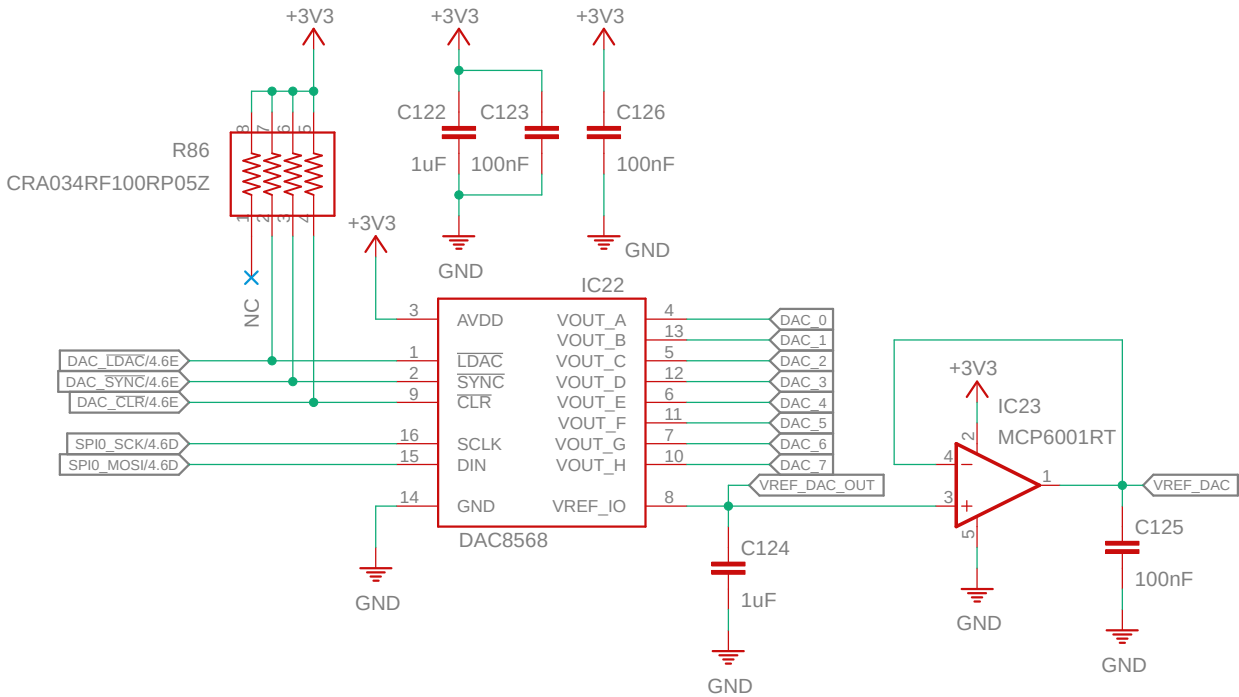 +3V3 +3V3 +3V3
8 7 6 5
R86
CRA034RF100RP05Z
1 2 3 4
NC
C122 C123 C126
1uF 100nF 100nF
GND GND
+3V3
IC22
3 AVDD VOUT_A 4 DAC_0
VOUT_B 13 DAC_1
DAC_LDAC/4.6E 1 LDAC VOUT_C 5 DAC_2
DAC_SYNC/4.6E 2 SYNC VOUT_D 12 DAC_3
DAC_CLR/4.6E 9 CLR VOUT_E 6 DAC_4
VOUT_F 11 DAC_5
SPI0_SCK/4.6D 16 SCLK VOUT_G 7 DAC_6
SPI0_MOSI/4.6D 15 DIN VOUT_H 10 DAC_7
VREF_DAC_OUT
14 GND VREF_IO 8
DAC8568
GND
C124
1uF
GND
+3V3
IC23
MCP6001RT
2
4 −
1
3 +
5
VREF_DAC
GND
C125
100nF
GND